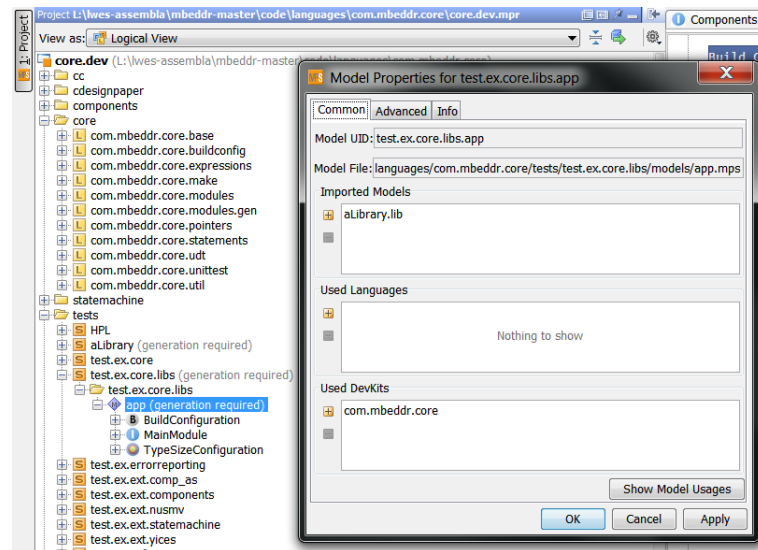 Project L:\lwes-assembla\mbeddr-master\code\languages\com.mbeddr.core\core.dev.mpr
1: Project
View as: Logical View
core.dev (L:\lwes-assembla\mbeddr-master\code\languages\com.mbeddr.core)
cc
cdesignpaper
components
core
com.mbeddr.core.base
com.mbeddr.core.buildconfig
com.mbeddr.core.expressions
com.mbeddr.core.make
com.mbeddr.core.modules
com.mbeddr.core.modules.gen
com.mbeddr.core.pointers
com.mbeddr.core.statements
com.mbeddr.core.udt
com.mbeddr.core.unittest
com.mbeddr.core.util
statemachine
tests
HPL
aLibrary (generation required)
test.ex.core
test.ex.core.libs (generation required)
test.ex.core.libs
app (generation required)
BuildConfiguration
MainModule
TypeSizeConfiguration
test.ex.errorreporting
test.ex.ext.comp_as
test.ex.ext.components
test.ex.ext.nusmv
test.ex.ext.statemachine
test.ex.ext.yices
Components
Build
Model Properties for test.ex.core.libs.app
Common Advanced Info
Model UID: test.ex.core.libs.app
Model File: languages/com.mbeddr.core/tests/test.ex.core.libs/models/app.mps
Imported Models
aLibrary.lib
Used Languages
Nothing to show
Used DevKits
com.mbeddr.core
Show Model Usages
OK Cancel Apply